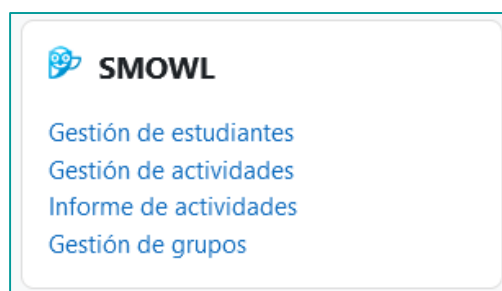 SMOWL
Gestión de estudiantes
Gestión de actividades
Informe de actividades
Gestión de grupos